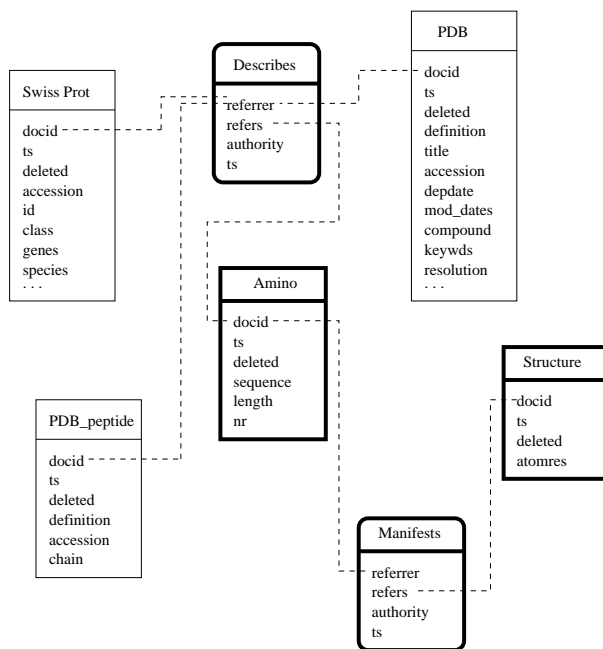 Swiss Prot
docid
ts
deleted
accession
id
class
genes
species
. . .
Describes
referrer
refers
authority
ts
PDB
docid
ts
deleted
definition
title
accession
depdate
mod_dates
compound
keywds
resolution
. . .
Amino
docid
ts
deleted
sequence
length
nr
Structure
docid
ts
deleted
atomres
PDB_peptide
docid
ts
deleted
definition
accession
chain
Manifests
referrer
refers
authority
ts